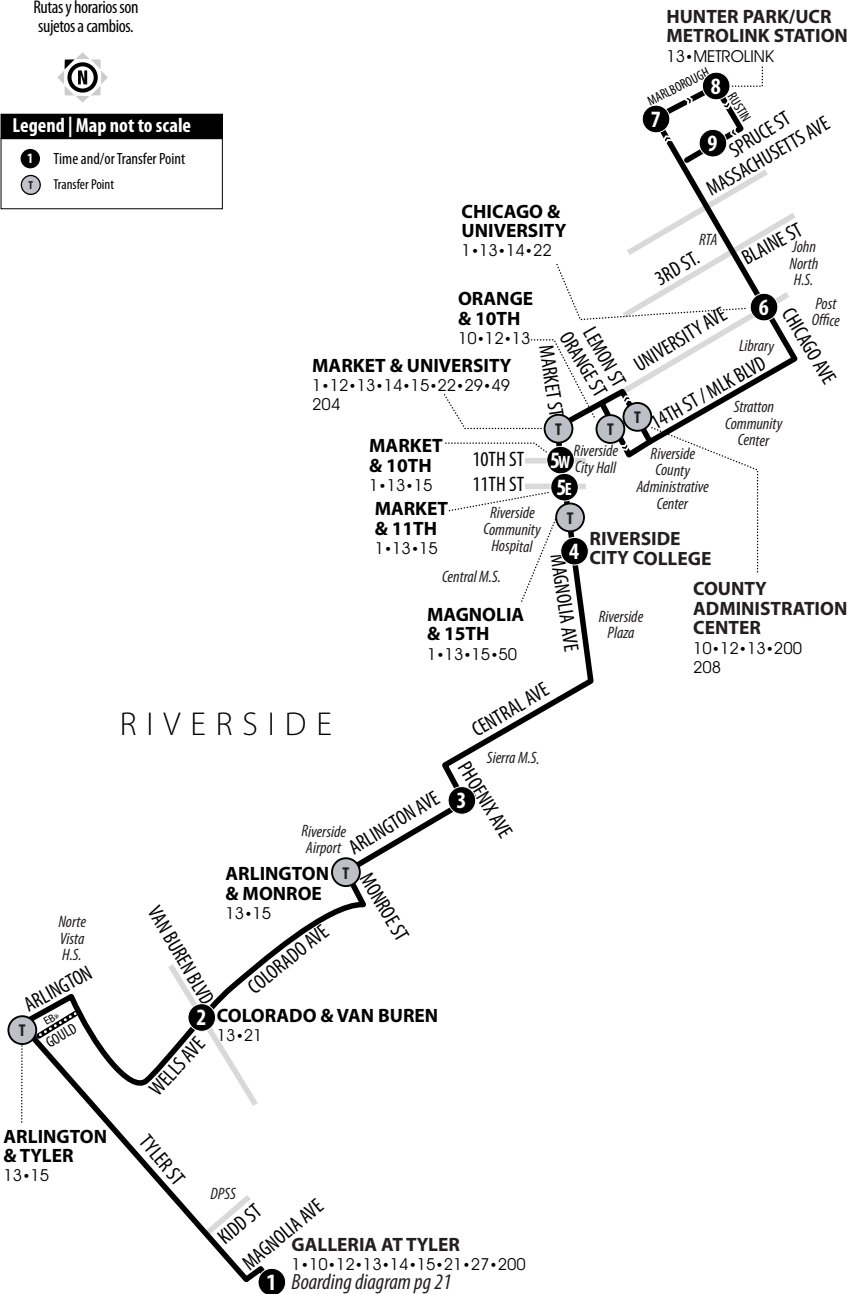 Rutas y horarios son
sujetos a cambios.
N
Legend | Map not to scale
1 Time and/or Transfer Point
T Transfer Point
HUNTER PARK/UCR
METROLINK STATION
13•METROLINK
MARLBOROUGH
8
RUSTIN
7
9
SPRUCE ST
MASSACHUSETTS AVE
CHICAGO &
UNIVERSITY
1•13•14•22
RTA
3RD ST.
BLAINE ST
John
North
H.S.
6
Post
Office
CHICAGO AVE
ORANGE
& 10TH
10•12•13
LEMON ST
ORANGE ST
UNIVERSITY AVE
Library
MARKET ST
14TH ST / MLK BLVD
MARKET & UNIVERSITY
1•12•13•14•15•22•29•49
204
T
T
T
Stratton
Community
Center
MARKET
& 10TH
1•13•15
10TH ST
5W
Riverside
City Hall
11TH ST
5E
Riverside
County
Administrative
Center
MARKET
& 11TH
1•13•15
Riverside
Community
Hospital
T
4
RIVERSIDE
CITY COLLEGE
Central M.S.
MAGNOLIA AVE
MAGNOLIA
& 15TH
1•13•15•50
Riverside
Plaza
COUNTY
ADMINISTRATION
CENTER
10•12•13•200
208
RIVERSIDE
CENTRAL AVE
Sierra M.S.
PHOENIX AVE
3
ARLINGTON AVE
Riverside
Airport
T
ARLINGTON
& MONROE
13•15
MONROE ST
Norte
Vista
H.S.
VAN BUREN BLVD
COLORADO AVE
ARLINGTON
EB»
GOULD
T
2
COLORADO & VAN BUREN
13•21
WELLS AVE
ARLINGTON
& TYLER
13•15
TYLER ST
DPSS
KIDD ST
MAGNOLIA AVE
GALLERIA AT TYLER
1•10•12•13•14•15•21•27•200
1
Boarding diagram pg 21